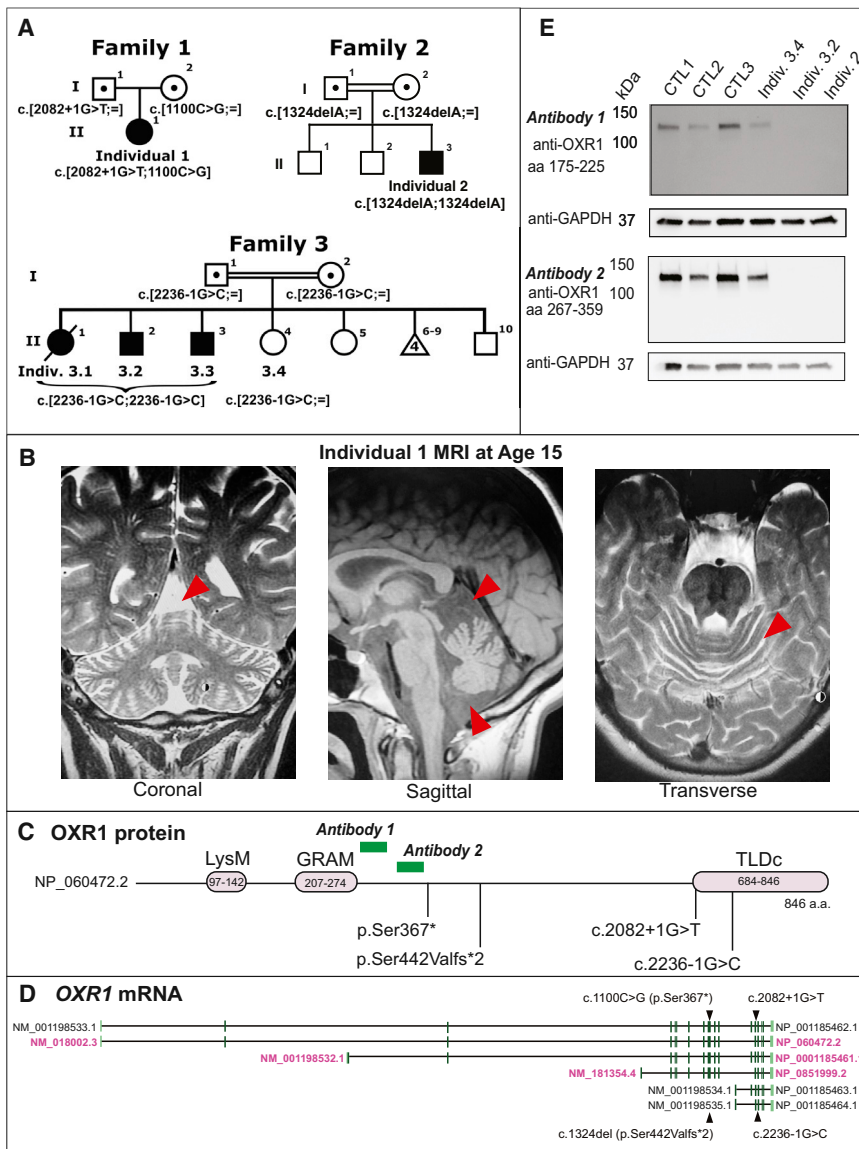 A
Family 1
I
1
2
c.[2082+1G>T;=]
c.[1100C>G;=]
II
1
Individual 1
c.[2082+1G>T;1100C>G]
Family 2
I
1
2
c.[1324delA;=]
c.[1324delA;=]
II
1
2
3
Individual 2
c.[1324delA;1324delA]
Family 3
I
1
2
c.[2236-1G>C;=]
c.[2236-1G>C;=]
II
1
2
3
4
5
4
6-9
10
Indiv. 3.1
3.2
3.3
3.4
c.[2236-1G>C;2236-1G>C]
c.[2236-1G>C;=]
E
kDa
CTL1
CTL2
CTL3
Indiv. 3.4
Indiv. 3.2
Indiv. 2
Antibody 1
150
anti-OXR1
100
aa 175-225
anti-GAPDH 37
Antibody 2
150
anti-OXR1
100
aa 267-359
anti-GAPDH 37
B
Individual 1 MRI at Age 15
Coronal
Sagittal
Transverse
C OXR1 protein
Antibody 1
Antibody 2
LysM
GRAM
TLDc
NP_060472.2
97-142
207-274
684-846
846 a.a.
p.Ser367*
c.2082+1G>T
p.Ser442Valfs*2
c.2236-1G>C
D OXR1 mRNA
c.1100C>G (p.Ser367*)
c.2082+1G>T
NM_001198533.1
NP_001185462.1
NM_018002.3
NP_060472.2
NM_001198532.1
NP_0001185461.
NM_181354.4
NP_0851999.2
NM_001198534.1
NP_001185463.1
NM_001198535.1
NP_001185464.1
c.1324del (p.Ser442Valfs*2)
c.2236-1G>C